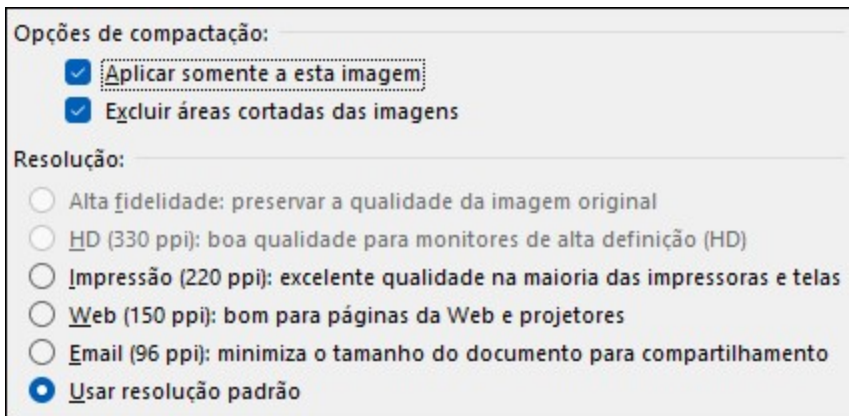 Opções de compactação:
Aplicar somente a esta imagem
Excluir áreas cortadas das imagens
Resolução:
Alta fidelidade: preservar a qualidade da imagem original
HD (330 ppi): boa qualidade para monitores de alta definição (HD)
Impressão (220 ppi): excelente qualidade na maioria das impressoras e telas
Web (150 ppi): bom para páginas da Web e projetores
Email (96 ppi): minimiza o tamanho do documento para compartilhamento
Usar resolução padrão